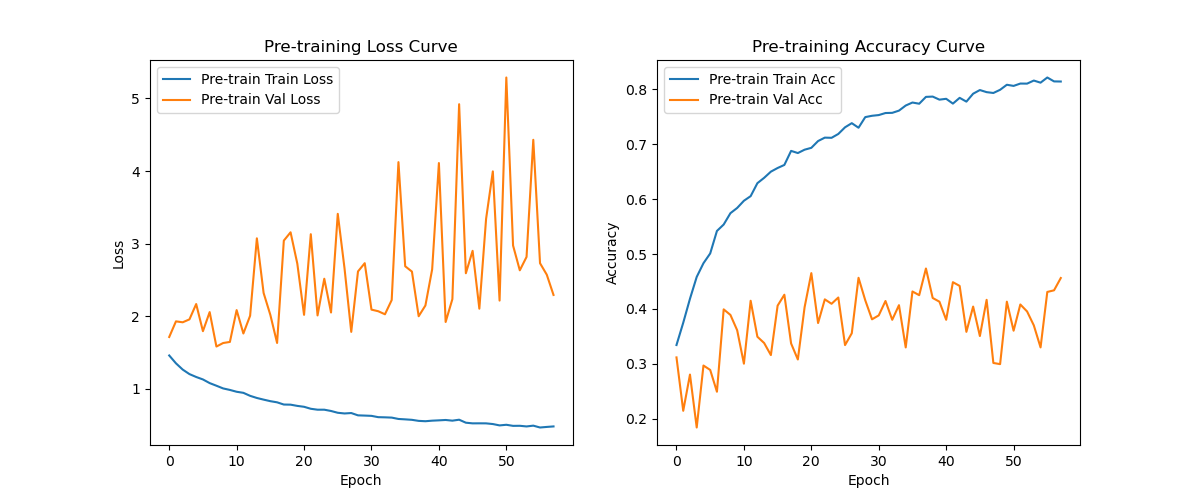 Pre-training Loss Curve
Pre-train Train Loss
Pre-train Val Loss
Loss
5
4
3
2
1
0 10 20 30 40 50
Epoch
Pre-training Accuracy Curve
Pre-train Train Acc
Pre-train Val Acc
Accuracy
0.8
0.7
0.6
0.5
0.4
0.3
0.2
0 10 20 30 40 50
Epoch